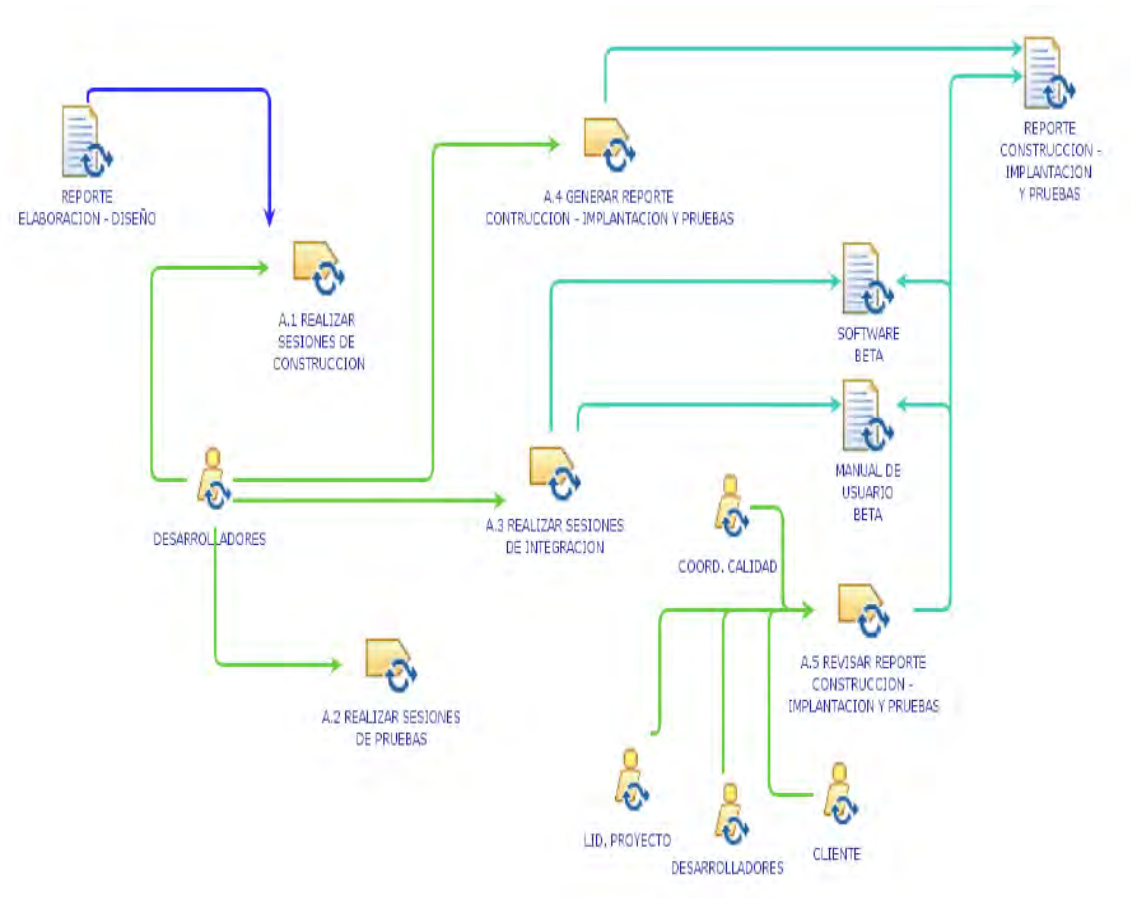 REPORTE
CONSTRUCCION -
IMPLANTACION
Y PRUEBAS
REPORTE
ELABORACION - DISEÑO
A.4 GENERAR REPORTE
CONTRUCCION - IMPLANTACION Y PRUEBAS
A.1 REALIZAR
SESIONES DE
CONSTRUCCION
SOFTWARE
BETA
MANUAL DE
USUARIO
BETA
DESARROLLADORES
A.3 REALIZAR SESIONES
DE INTEGRACION
COORD. CALIDAD
A.5 REVISAR REPORTE
CONSTRUCCION -
IMPLANTACION Y PRUEBAS
A.2 REALIZAR SESIONES
DE PRUEBAS
LID. PROYECTO
DESARROLLADORES
CLIENTE